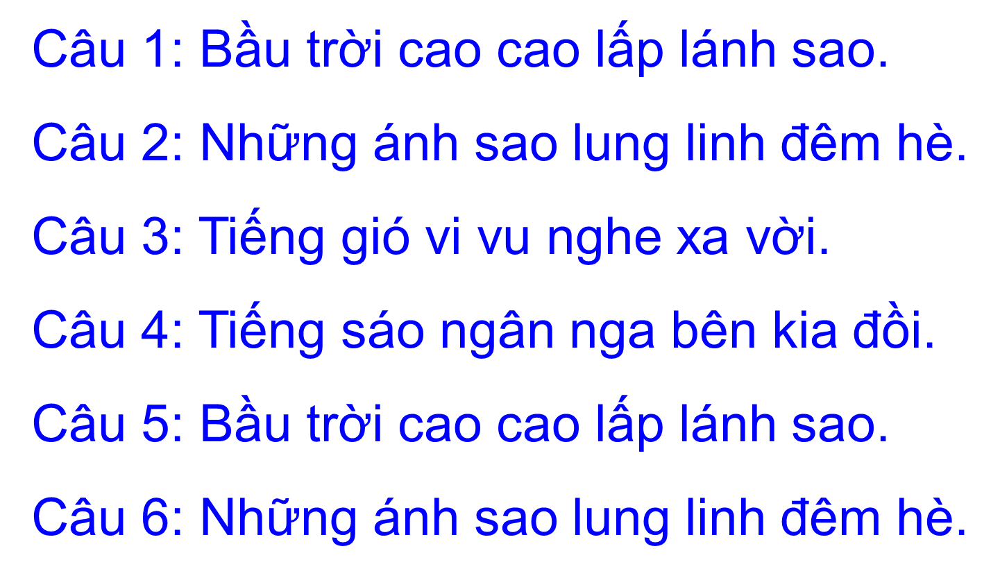 Câu 1: Bầu trời cao cao lấp lánh sao.
Câu 2: Những ánh sao lung linh đêm hè.
Câu 3: Tiếng gió vi vu nghe xa vời.
Câu 4: Tiếng sáo ngân nga bên kia đồi.
Câu 5: Bầu trời cao cao lấp lánh sao.
Câu 6: Những ánh sao lung linh đêm hè.